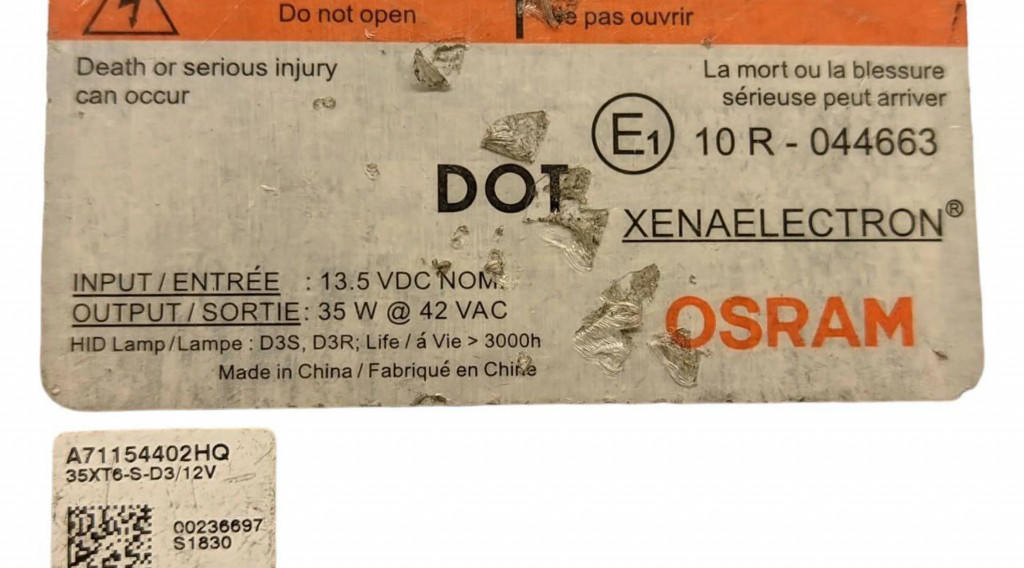 Do not open
pas ouvrir
Death or serious injury
can occur
La mort ou la blessure
sérieuse peut arriver
E1 10 R - 044663
DOT
XENAELECTRON®
INPUT / ENTRÉE : 13.5 VDC NOM.
OUTPUT / SORTIE : 35 W @ 42 VAC
HID Lamp / Lampe : D3S, D3R; Life / á Vie > 3000h
Made in China / Fabriqué en Chine
OSRAM
A71154402HQ
35XT6-S-D3/12V
00236697
S1830